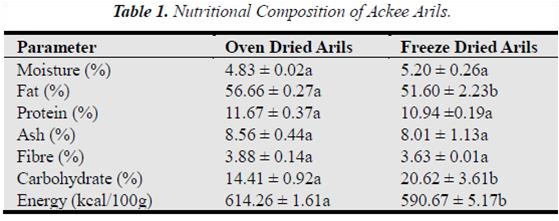 Table 1. Nutritional Composition of Ackee Arils.
Parameter Oven Dried Arils Freeze Dried Arils
Moisture (%) 4.83 ± 0.02a 5.20 ± 0.26a
Fat (%) 56.66 ± 0.27a 51.60 ± 2.23b
Protein (%) 11.67 ± 0.37a 10.94 ±0.19a
Ash (%) 8.56 ± 0.44a 8.01 ± 1.13a
Fibre (%) 3.88 ± 0.14a 3.63 ± 0.01a
Carbohydrate (%) 14.41 ± 0.92a 20.62 ± 3.61b
Energy (kcal/100g) 614.26 ± 1.61a 590.67 ± 5.17b